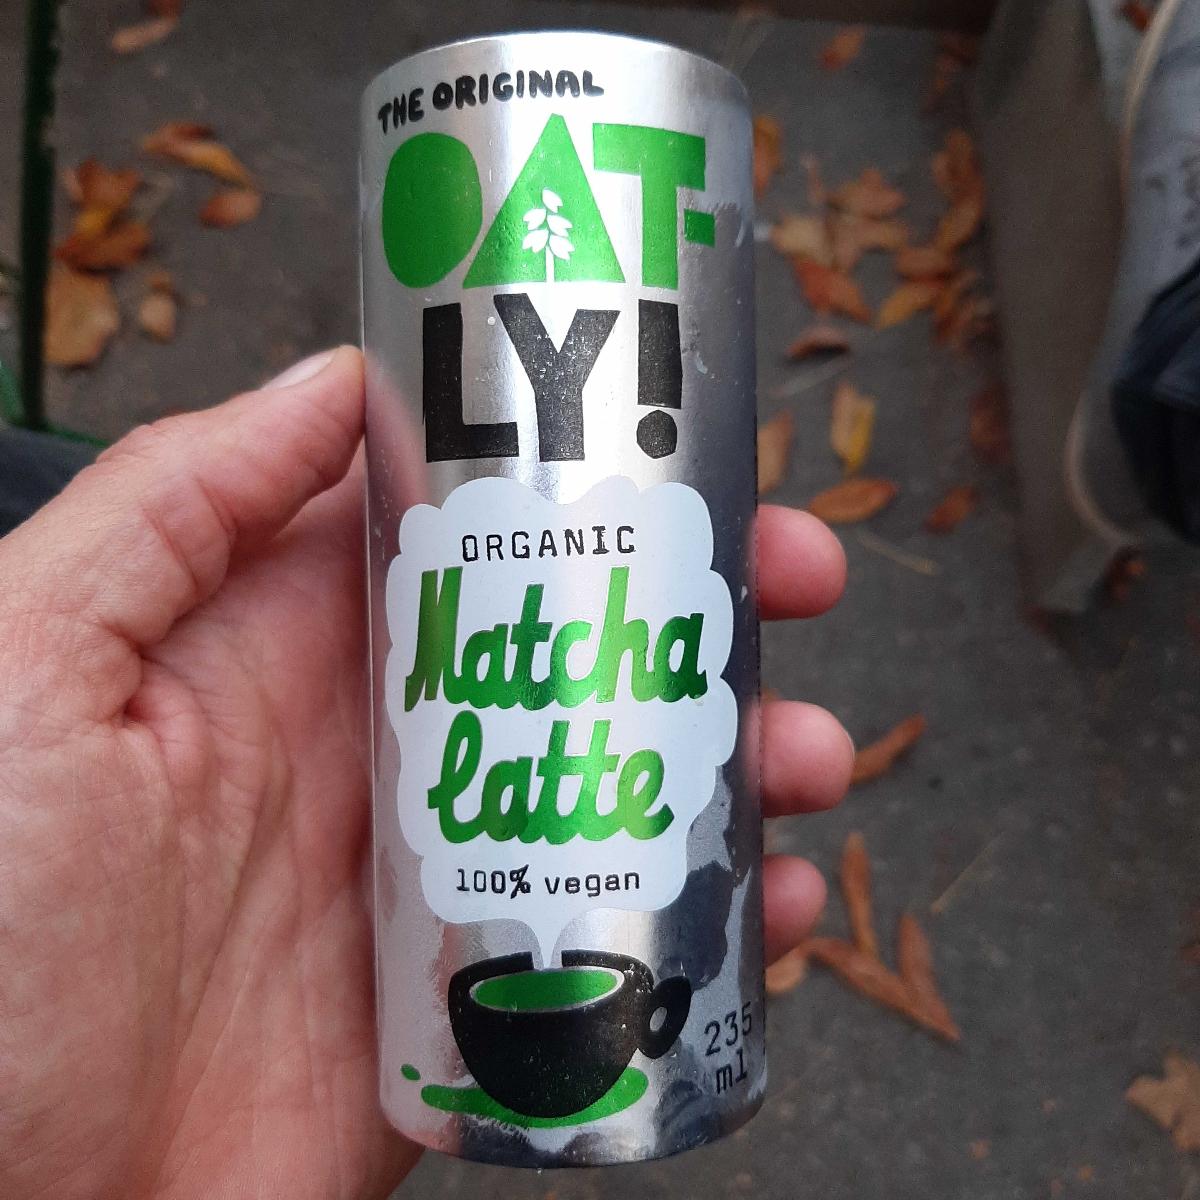 THE ORIGINAL
OAT-
LY!
ORGANIC
Matcha
latte
100% vegan
235
ml